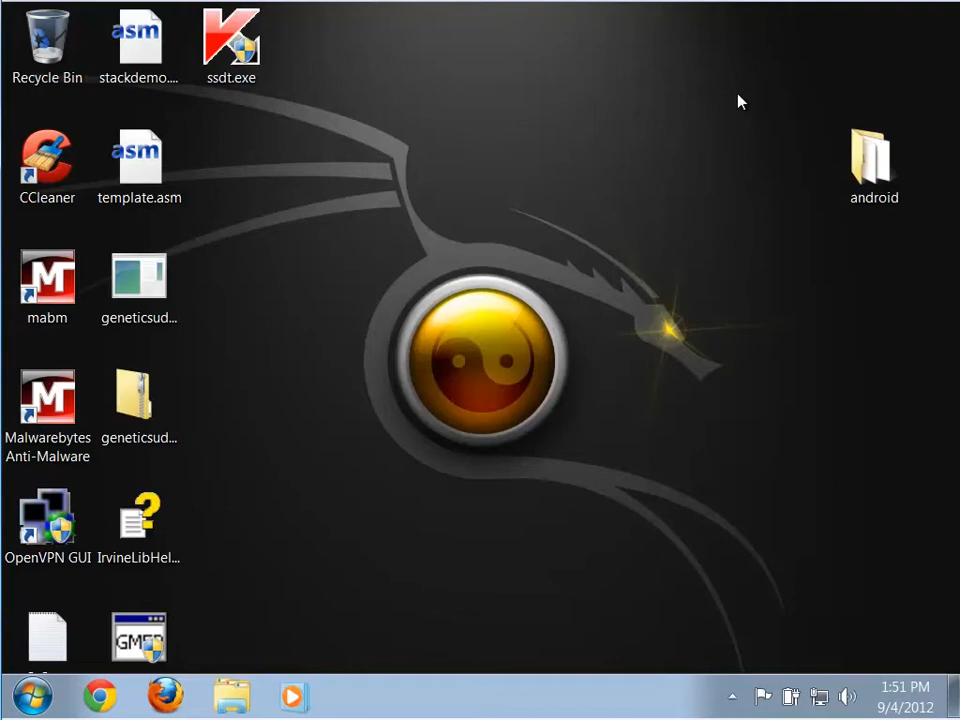 Recycle Bin
asm
stackdemo....
ssdt.exe
CCleaner
asm
template.asm
android
mabm
geneticsud...
Malwarebytes
Anti-Malware
geneticsud...
OpenVPN GUI
IrvineLibHel...
GMER
1:51 PM
9/4/2012